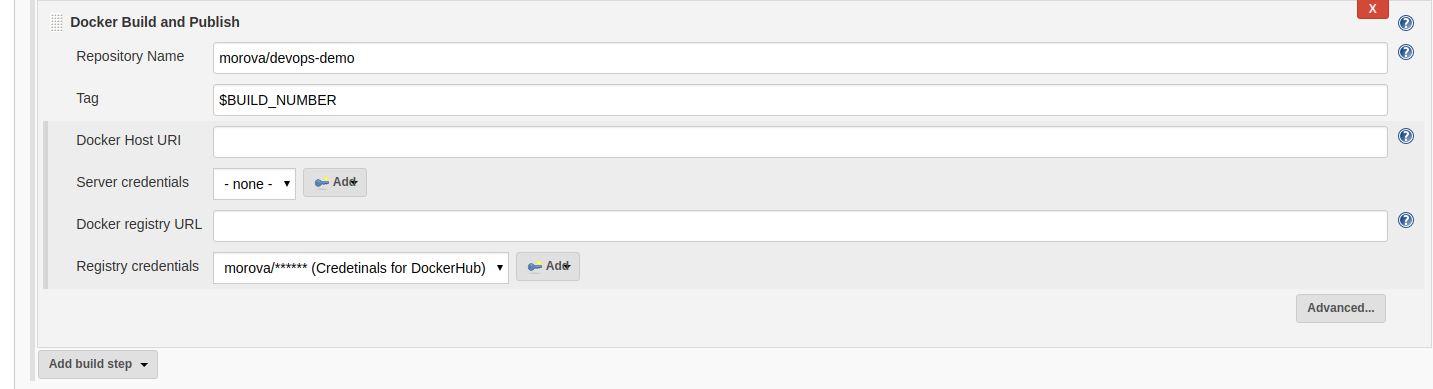 Docker Build and Publish
X
Repository Name
morova/devops-demo
Tag
$BUILD_NUMBER
Docker Host URI
Server credentials
- none -
Add
Docker registry URL
Registry credentials
morova/****** (Credetinals for DockerHub)
Add
Advanced...
Add build step